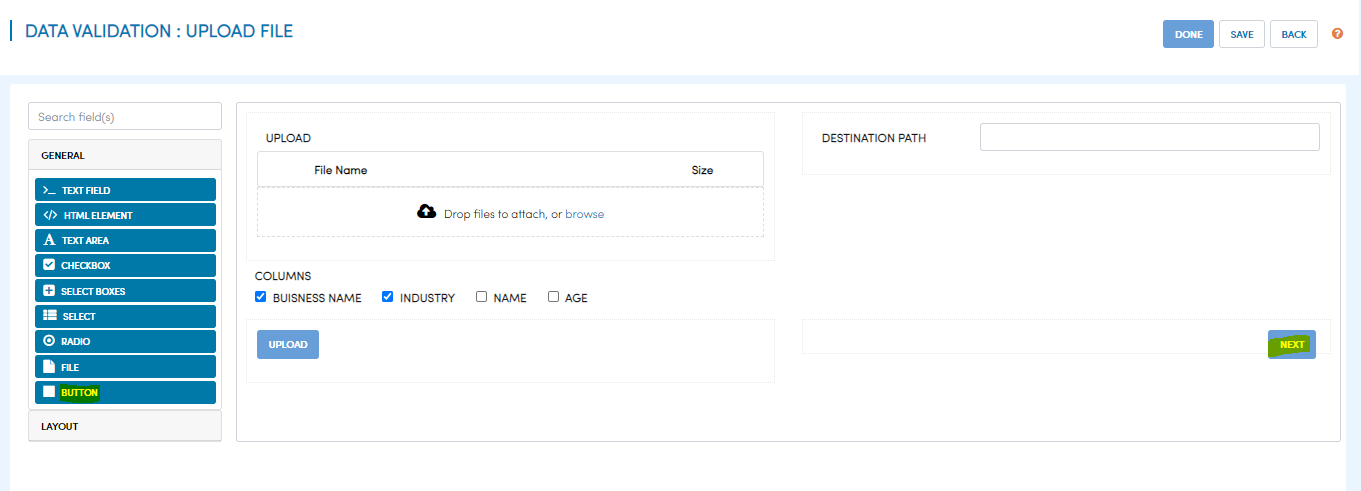 DATA VALIDATION : UPLOAD FILE
DONE SAVE BACK ?
Search field(s)
GENERAL
>_ TEXT FIELD
</> HTML ELEMENT
A TEXT AREA
CHECKBOX
SELECT BOXES
SELECT
RADIO
FILE
BUTTON
LAYOUT
UPLOAD
File Name Size
Drop files to attach, or browse
DESTINATION PATH
COLUMNS
BUISNESS NAME INDUSTRY NAME AGE
UPLOAD
NEXT